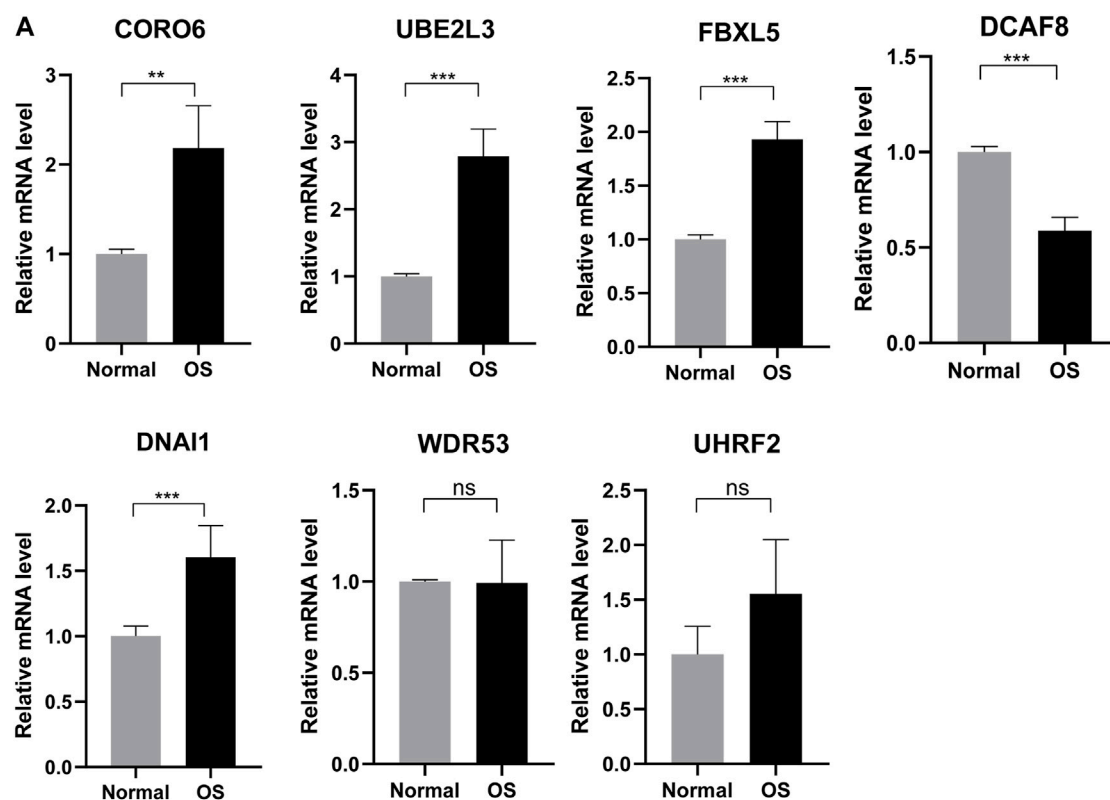 A
CORO6
**
Relative mRNA level
3
2
1
0
Normal OS
UBE2L3
***
Relative mRNA level
4
3
2
1
0
Normal OS
FBXL5
***
Relative mRNA level
2.5
2.0
1.5
1.0
0.5
0.0
Normal OS
DCAF8
***
Relative mRNA level
1.5
1.0
0.5
0.0
Normal OS
DNAI1
***
Relative mRNA level
2.0
1.5
1.0
0.5
0.0
Normal OS
WDR53
ns
Relative mRNA level
1.5
1.0
0.5
0.0
Normal OS
UHRF2
ns
Relative mRNA level
2.5
2.0
1.5
1.0
0.5
0.0
Normal OS